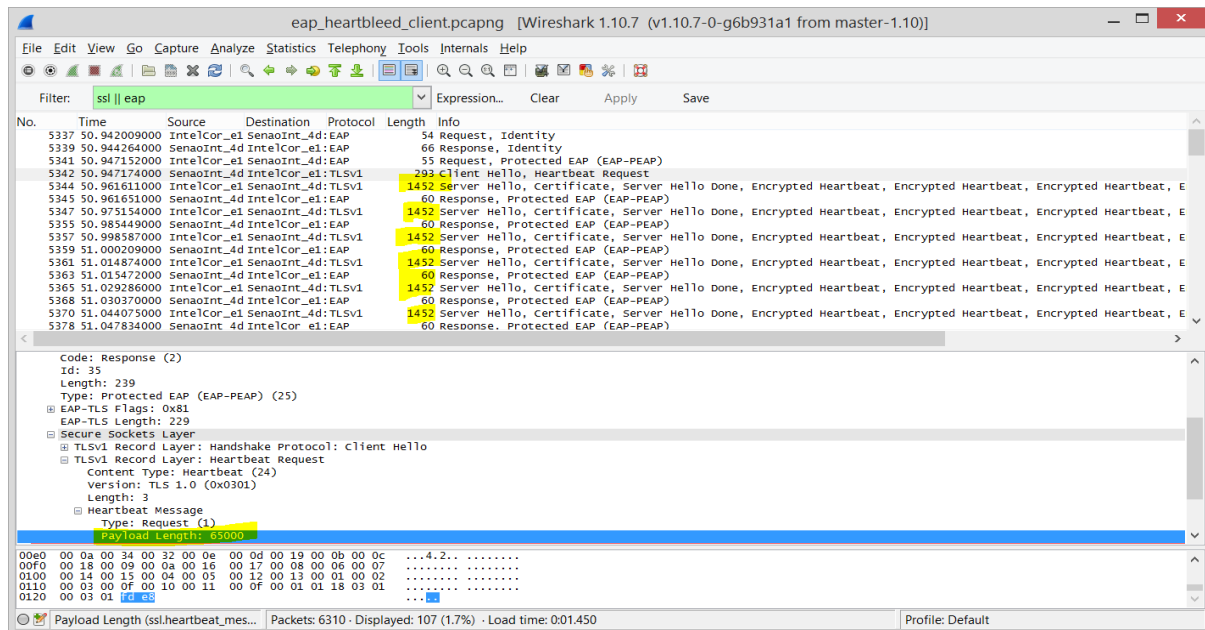 eap_heartbleed_client.pcapng [Wireshark 1.10.7 (v1.10.7-0-g6b931a1 from master-1.10)]
File Edit View Go Capture Analyze Statistics Telephony Tools Internals Help
Filter: ssl || eap Expression... Clear Apply Save
No. Time Source Destination Protocol Length Info
5337 50.942009000 IntelCor_e1 SenaoInt_4d: EAP 54 Request, Identity
5339 50.944264000 SenaoInt_4d IntelCor_e1: EAP 66 Response, Identity
5341 50.947152000 IntelCor_e1 SenaoInt_4d: EAP 55 Request, Protected EAP (EAP-PEAP)
5342 50.947174000 SenaoInt_4d IntelCor_e1: TLSv1 293 Client Hello, Heartbeat Request
5344 50.961611000 IntelCor_e1 SenaoInt_4d: TLSv1 1452 Server Hello, Certificate, Server Hello Done, Encrypted Heartbeat, Encrypted Heartbeat, Encrypted Heartbeat, E
5345 50.961651000 SenaoInt_4d IntelCor_e1: EAP 60 Response, Protected EAP (EAP-PEAP)
5347 50.975154000 IntelCor_e1 SenaoInt_4d: TLSv1 1452 Server Hello, Certificate, Server Hello Done, Encrypted Heartbeat, Encrypted Heartbeat, Encrypted Heartbeat, E
5355 50.985449000 SenaoInt_4d IntelCor_e1: EAP 60 Response, Protected EAP (EAP-PEAP)
5357 50.998587000 IntelCor_e1 SenaoInt_4d: TLSv1 1452 Server Hello, Certificate, Server Hello Done, Encrypted Heartbeat, Encrypted Heartbeat, Encrypted Heartbeat, E
5359 51.000209000 SenaoInt_4d IntelCor_e1: EAP 60 Response, Protected EAP (EAP-PEAP)
5361 51.014874000 IntelCor_e1 SenaoInt_4d: TLSv1 1452 Server Hello, Certificate, Server Hello Done, Encrypted Heartbeat, Encrypted Heartbeat, Encrypted Heartbeat, E
5363 51.015472000 SenaoInt_4d IntelCor_e1: EAP 60 Response, Protected EAP (EAP-PEAP)
5365 51.029286000 IntelCor_e1 SenaoInt_4d: TLSv1 1452 Server Hello, Certificate, Server Hello Done, Encrypted Heartbeat, Encrypted Heartbeat, Encrypted Heartbeat, E
5368 51.030370000 SenaoInt_4d IntelCor_e1: EAP 60 Response, Protected EAP (EAP-PEAP)
5370 51.044075000 IntelCor_e1 SenaoInt_4d: TLSv1 1452 Server Hello, Certificate, Server Hello Done, Encrypted Heartbeat, Encrypted Heartbeat, Encrypted Heartbeat, E
5378 51.047834000 SenaoInt_4d IntelCor_e1: EAP 60 Response, Protected EAP (EAP-PEAP)
Code: Response (2)
Id: 35
Length: 239
Type: Protected EAP (EAP-PEAP) (25)
EAP-TLS Flags: 0x81
EAP-TLS Length: 229
Secure Sockets Layer
TLSv1 Record Layer: Handshake Protocol: Client Hello
TLSv1 Record Layer: Heartbeat Request
Content Type: Heartbeat (24)
Version: TLS 1.0 (0x0301)
Length: 3
Heartbeat Message
Type: Request (1)
Payload Length: 65000
00e0 00 0a 00 34 00 32 00 0e 00 0d 00 19 00 0b 00 0c ...4.2.. ........
00f0 00 18 00 09 00 0a 00 16 00 17 00 08 00 06 00 07 ........ ........
0100 00 14 00 15 00 04 00 05 00 12 00 13 00 01 00 02 ........ ........
0110 00 03 00 0f 00 10 00 11 00 0f 00 01 01 18 03 01 ........ ........
0120 00 03 01 fd e8 .....
Payload Length (ssl.heartbeat_mes... Packets: 6310 · Displayed: 107 (1.7%) · Load time: 0:01.450 Profile: Default